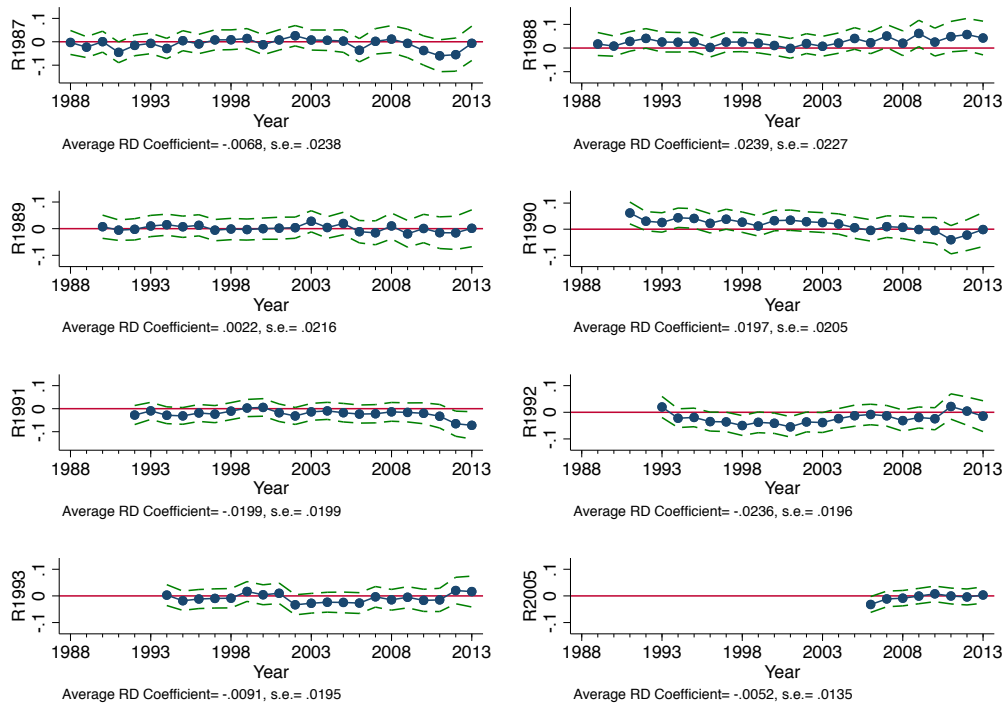 R1987
.1
0
-.1
1988 1993 1998 2003 2008 2013
Year
Average RD Coefficient= -.0068, s.e.= .0238
R1988
.1
0
-.1
1988 1993 1998 2003 2008 2013
Year
Average RD Coefficient= .0239, s.e.= .0227
R1989
.1
0
-.1
1988 1993 1998 2003 2008 2013
Year
Average RD Coefficient= .0022, s.e.= .0216
R1990
.1
0
-.1
1988 1993 1998 2003 2008 2013
Year
Average RD Coefficient= .0197, s.e.= .0205
R1991
.1
0
-.1
1988 1993 1998 2003 2008 2013
Year
Average RD Coefficient= -.0199, s.e.= .0199
R1992
.1
0
-.1
1988 1993 1998 2003 2008 2013
Year
Average RD Coefficient= -.0236, s.e.= .0196
R1993
.1
0
-.1
1988 1993 1998 2003 2008 2013
Year
Average RD Coefficient= -.0091, s.e.= .0195
R2005
.1
0
-.1
1988 1993 1998 2003 2008 2013
Year
Average RD Coefficient= -.0052, s.e.= .0135